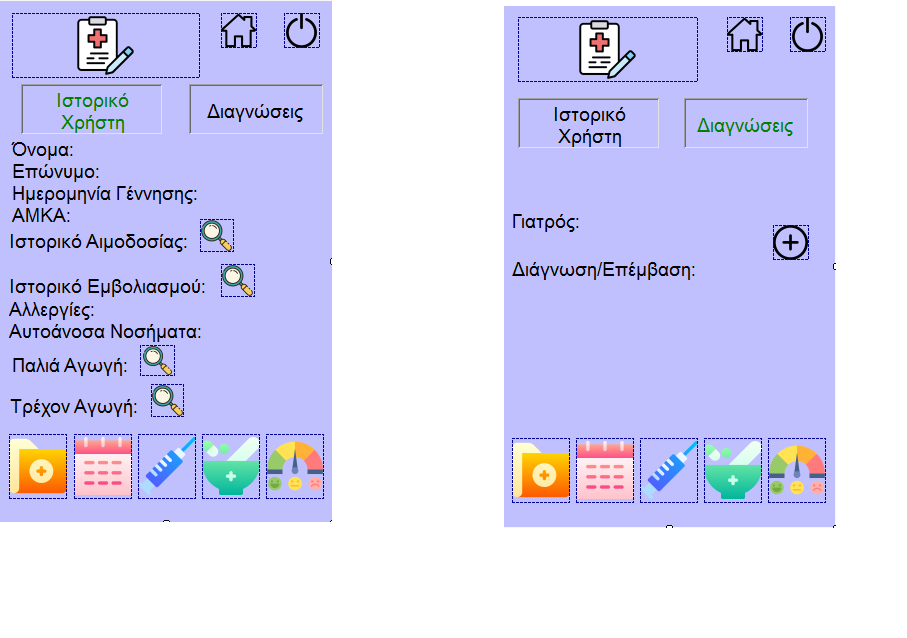 Ιστορικό
Χρήστη
Διαγνώσεις
Όνομα:
Επώνυμο:
Ημερομηνία Γέννησης:
ΑΜΚΑ:
Ιστορικό Αιμοδοσίας:
Ιστορικό Εμβολιασμού:
Αλλεργίες:
Αυτοάνοσα Νοσήματα:
Παλιά Αγωγή:
Τρέχον Αγωγή:
Ιστορικό
Χρήστη
Διαγνώσεις
Γιατρός:
Διάγνωση/Επέμβαση: